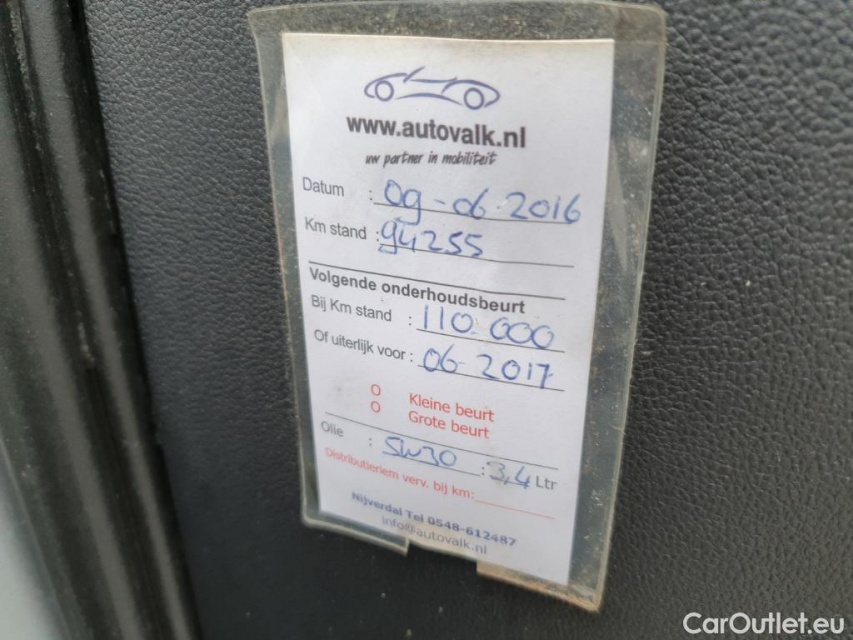 www.autovalk.nl
uw partner in mobiliteit
Datum : 09-06-2016
Km stand : 94255
Volgende onderhoudsbeurt
Bij Km stand : 110.000
Of uiterlijk voor : 06-2017
O Kleine beurt
O Grote beurt
Olie : 5W30 : 3,4 Ltr
Distributieriem verv. bij km:
Nijverdal Tel 0548-612487
info@autovalk.nl
CarOutlet.eu